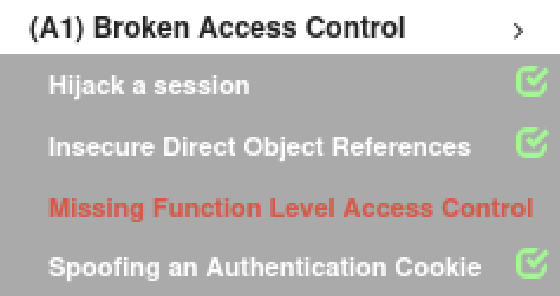 (A1) Broken Access Control
Hijack a session
Insecure Direct Object References
Missing Function Level Access Control
Spoofing an Authentication Cookie